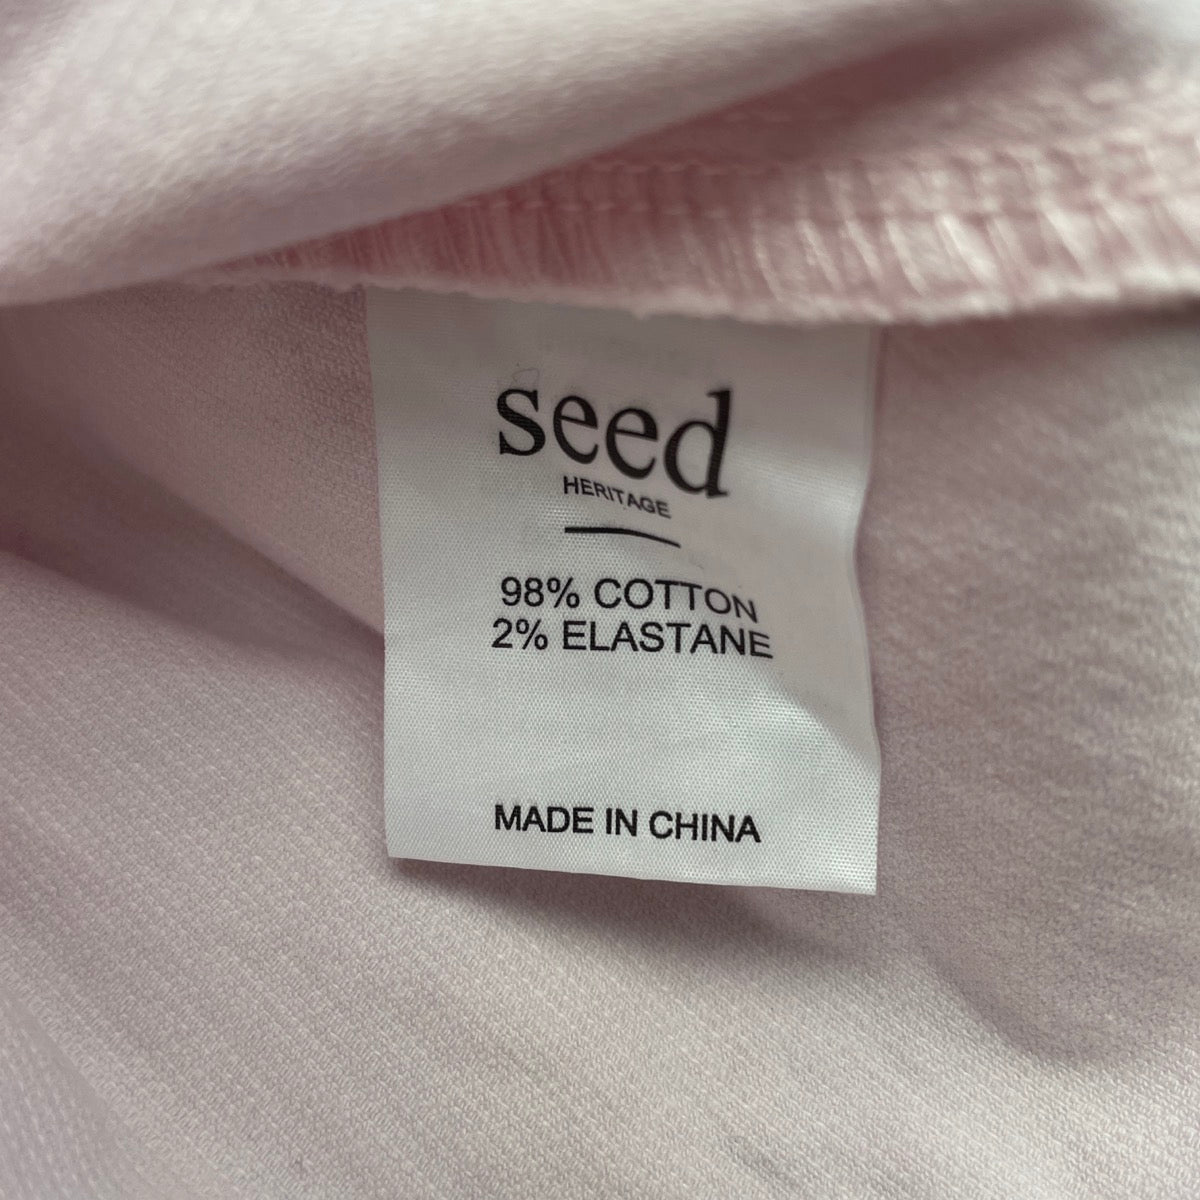 seed
HERITAGE
98% COTTON
2% ELASTANE
MADE IN CHINA